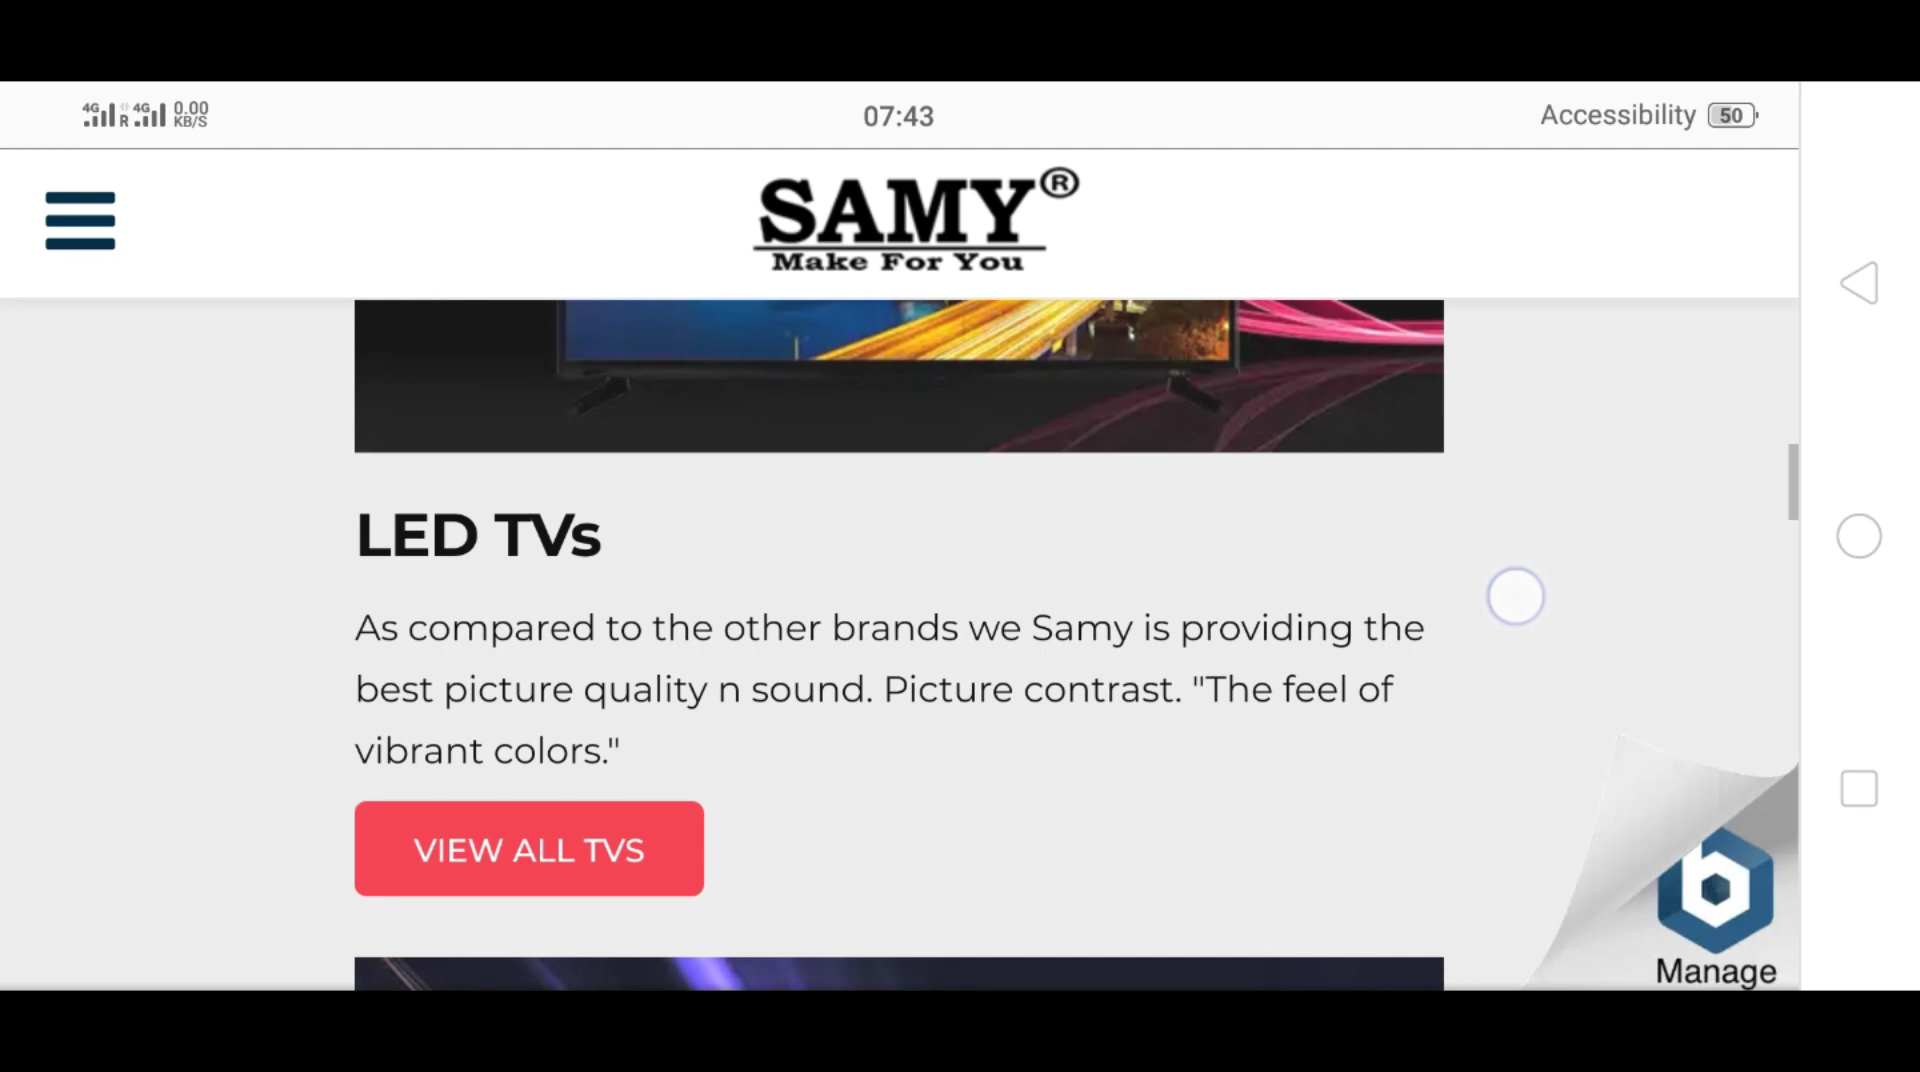 4G R 4G 0.00 KB/S 07:43 Accessibility 50
SAMY®
Make For You
LED TVs
As compared to the other brands we Samy is providing the
best picture quality n sound. Picture contrast. "The feel of
vibrant colors."
VIEW ALL TVS
b
Manage